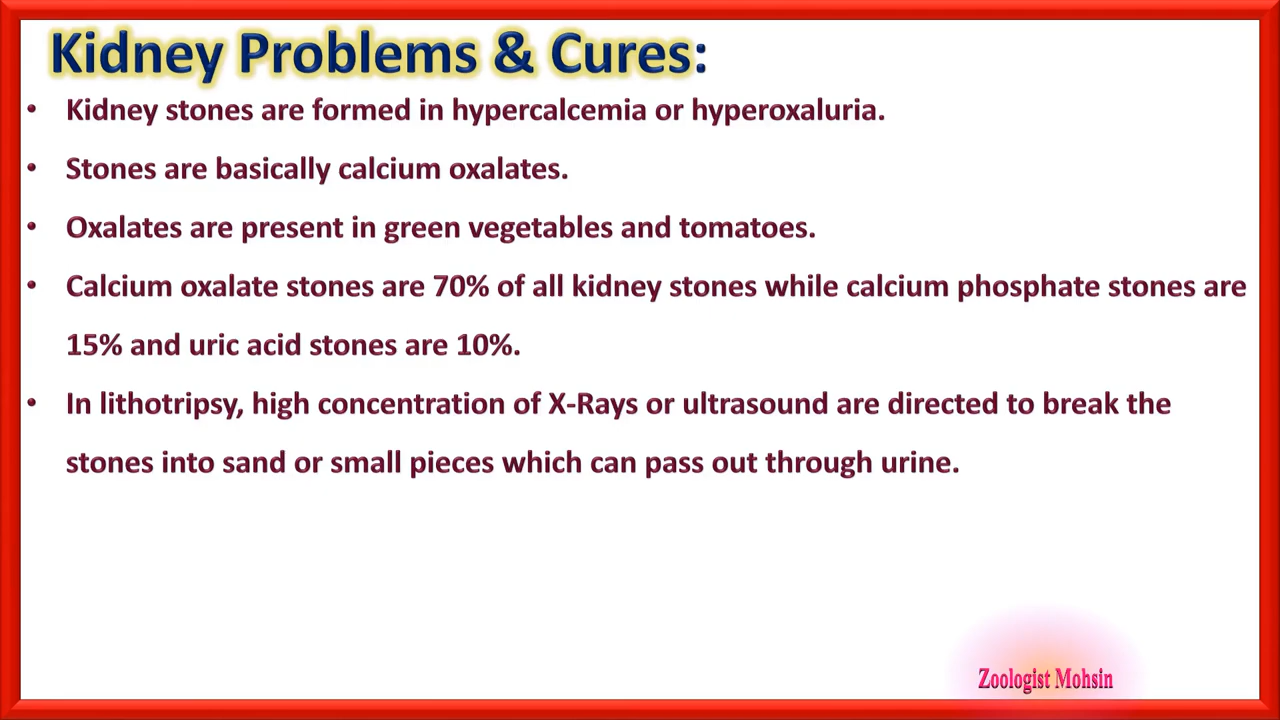 Kidney Problems & Cures:
• Kidney stones are formed in hypercalcemia or hyperoxaluria.
• Stones are basically calcium oxalates.
• Oxalates are present in green vegetables and tomatoes.
• Calcium oxalate stones are 70% of all kidney stones while calcium phosphate stones are
15% and uric acid stones are 10%.
• In lithotripsy, high concentration of X-Rays or ultrasound are directed to break the
stones into sand or small pieces which can pass out through urine.
Zoologist Mohsin